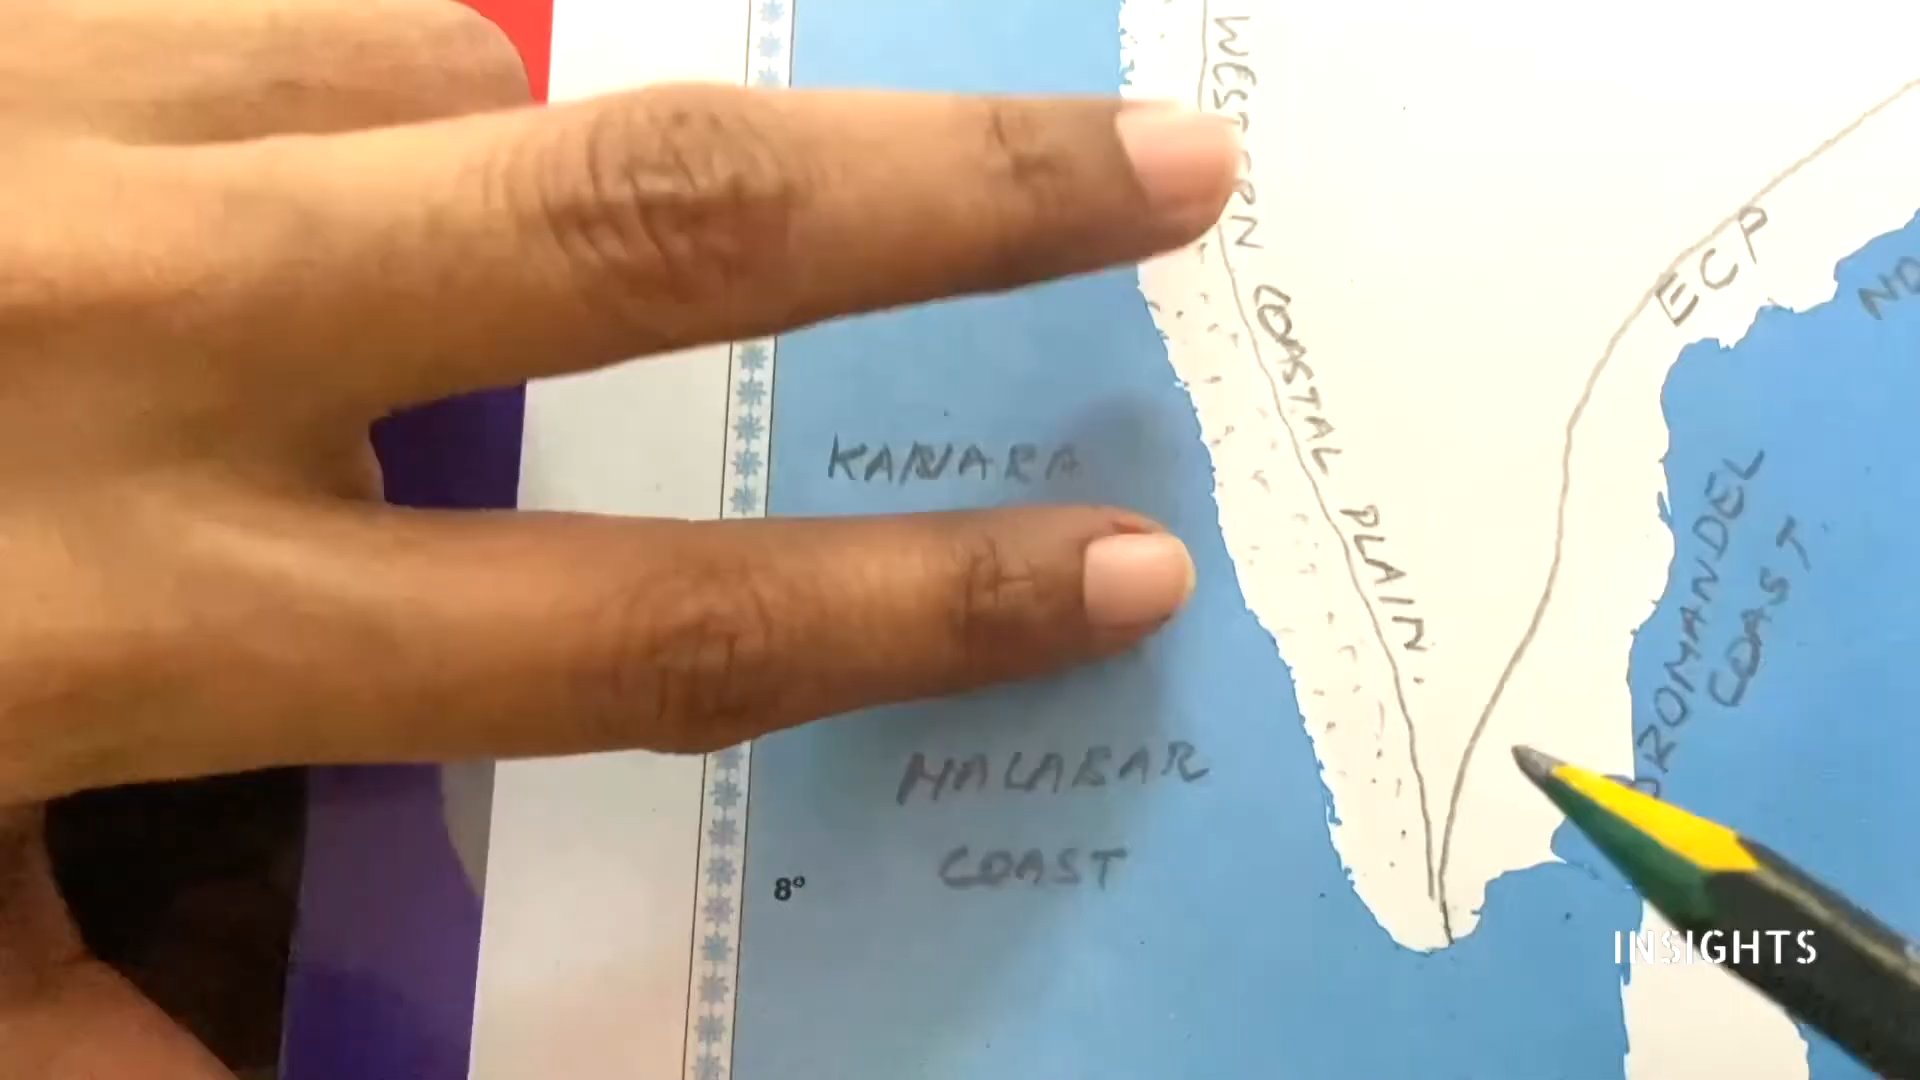 WESTERN COASTAL PLAIN
ECP
KANARA
COROMANDEL
COAST
MALABAR
COAST
8°
INSIGHTS